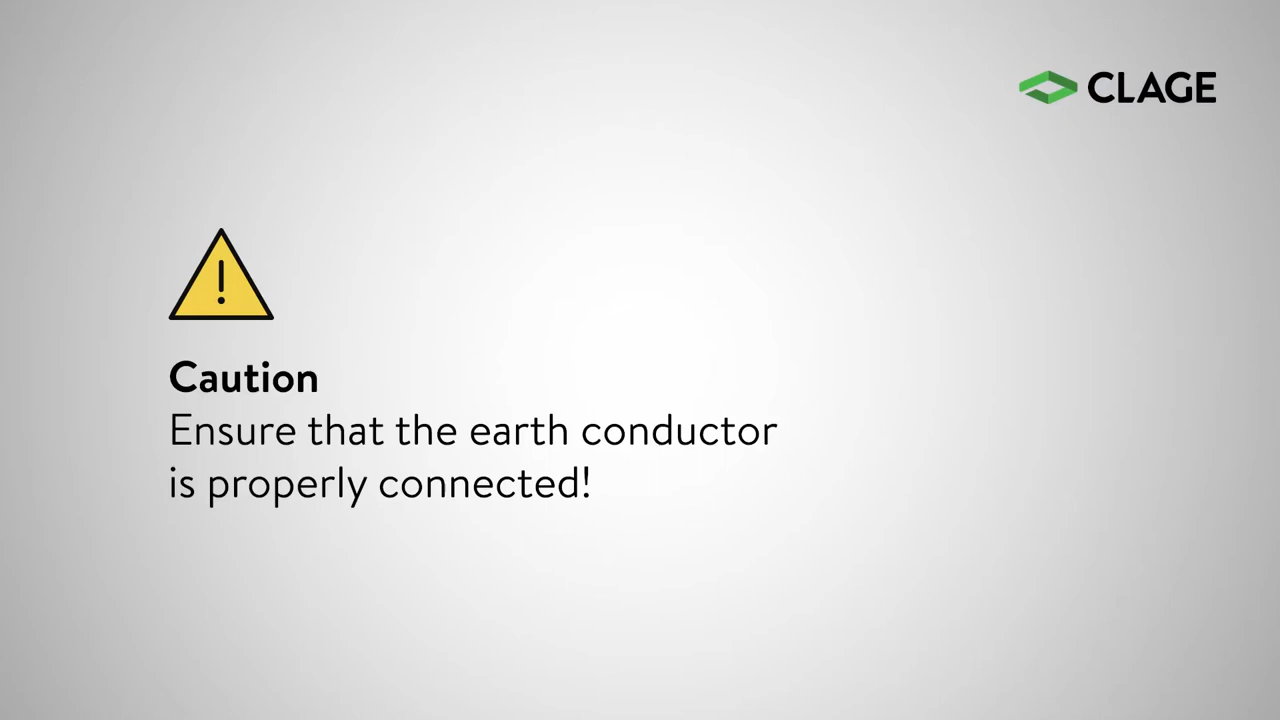 CLAGE
Caution
Ensure that the earth conductor
is properly connected!